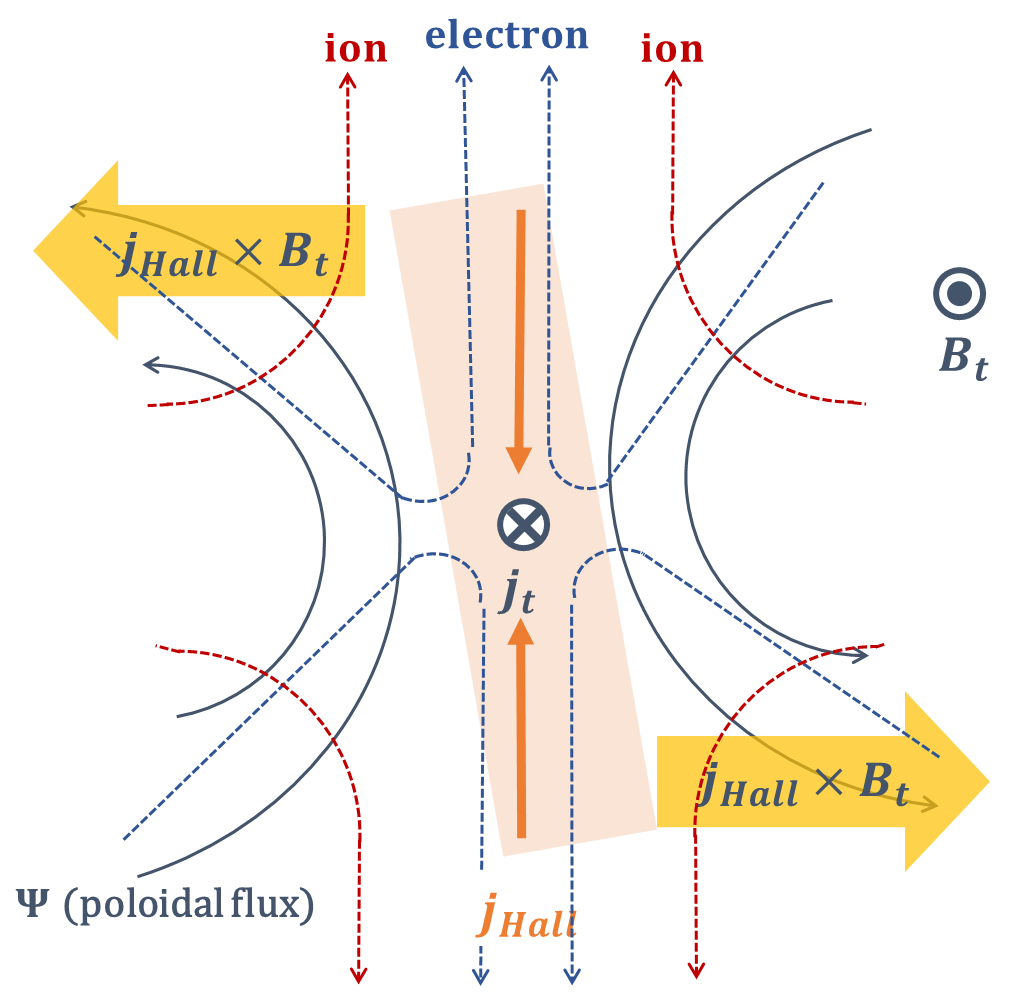 ion electron ion
j_Hall × B_t
B_t
j_t
j_Hall × B_t
Ψ (poloidal flux)
j_Hall